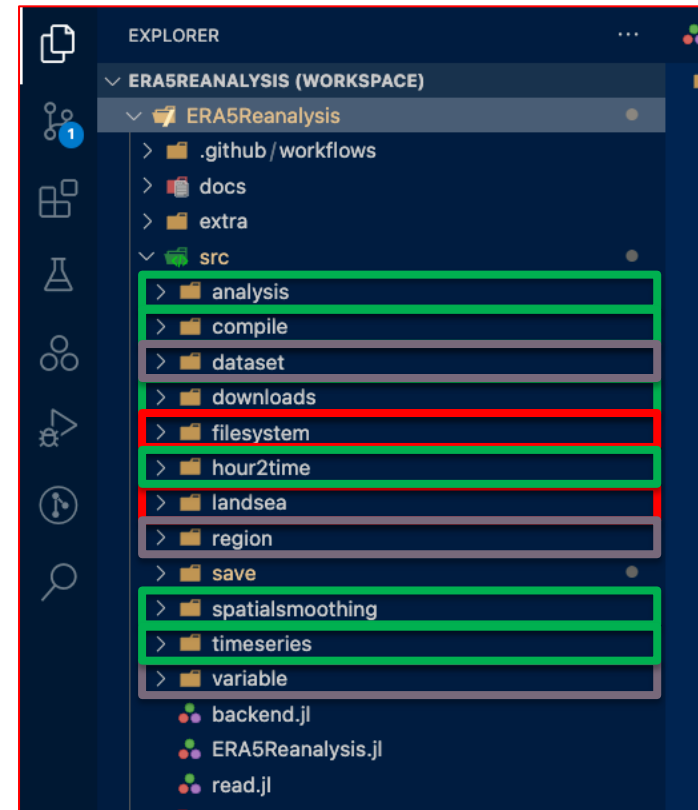 EXPLORER ...
ERA5REANALYSIS (WORKSPACE)
ERA5Reanalysis
.github/workflows
docs
extra
src
analysis
compile
dataset
downloads
filesystem
hour2time
landsea
region
save
spatialsmoothing
timeseries
variable
backend.jl
ERA5Reanalysis.jl
read.jl
1